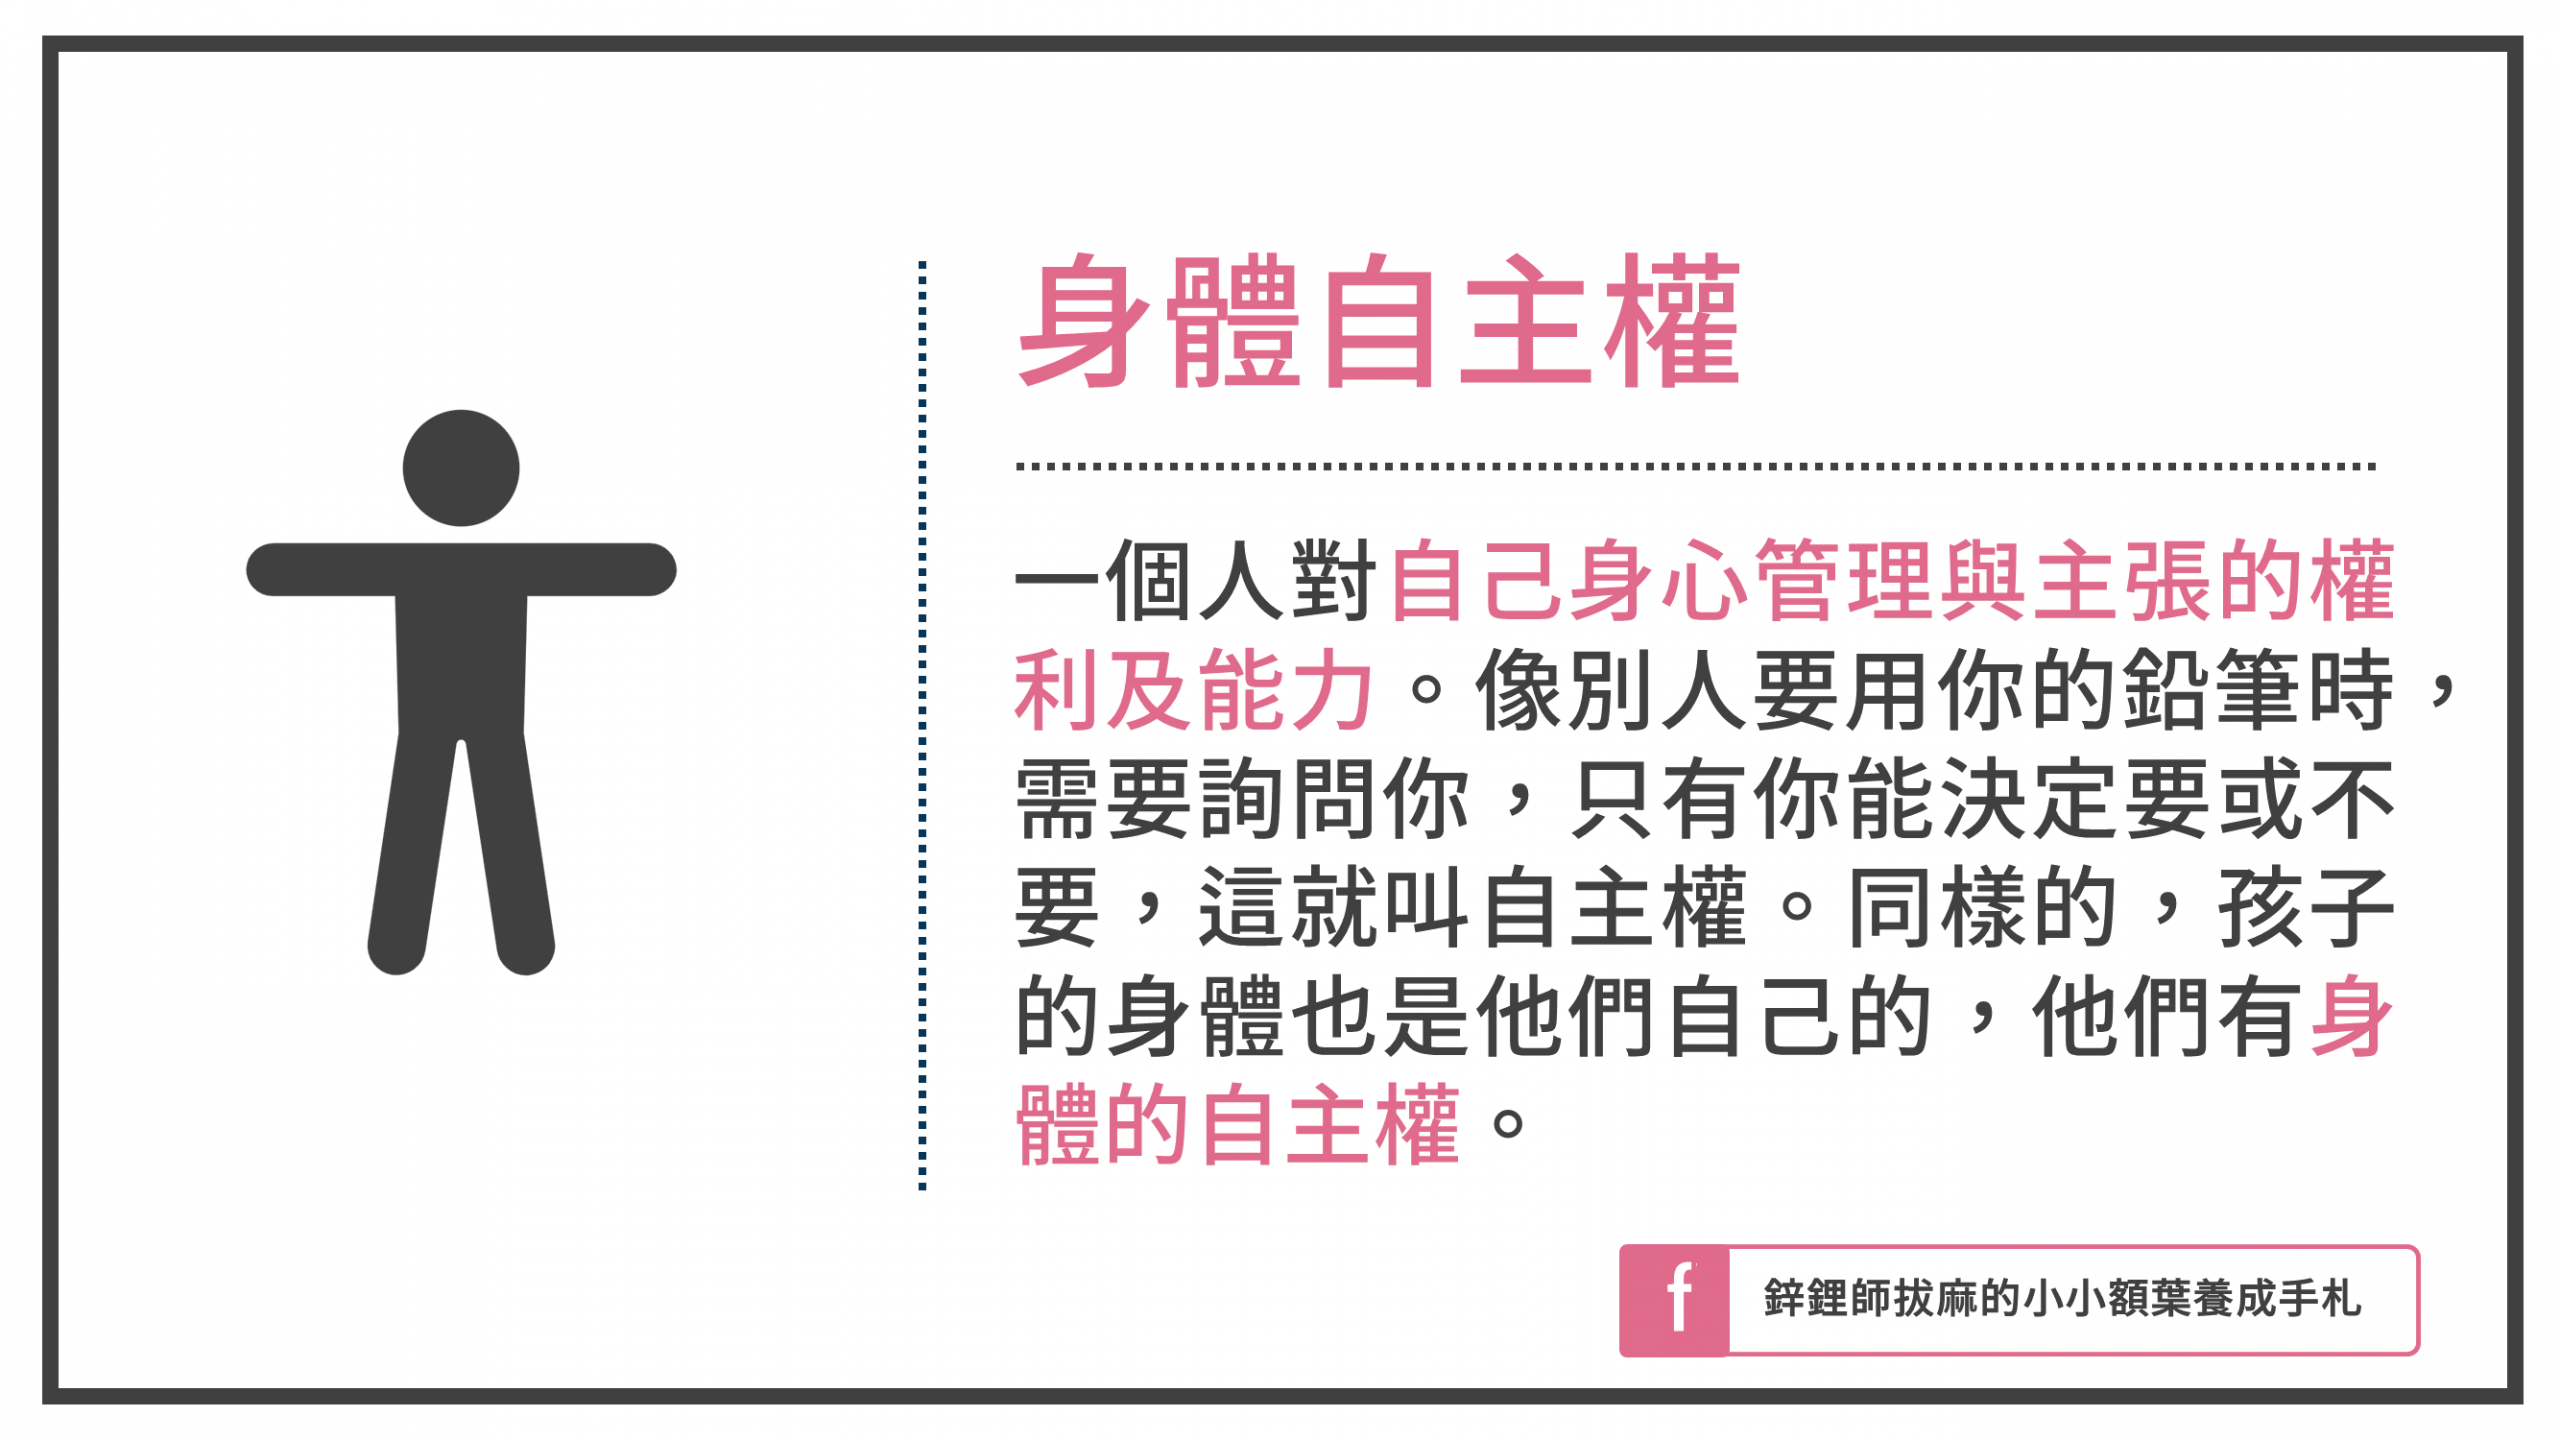 身體自主權
一個人對自己身心管理與主張的權
利及能力。像別人要用你的鉛筆時，
需要詢問你，只有你能決定要或不
要，這就叫自主權。同樣的，孩子
的身體也是他們自己的，他們有身
體的自主權。
f 鋅鋰師拔麻的小小額葉養成手札